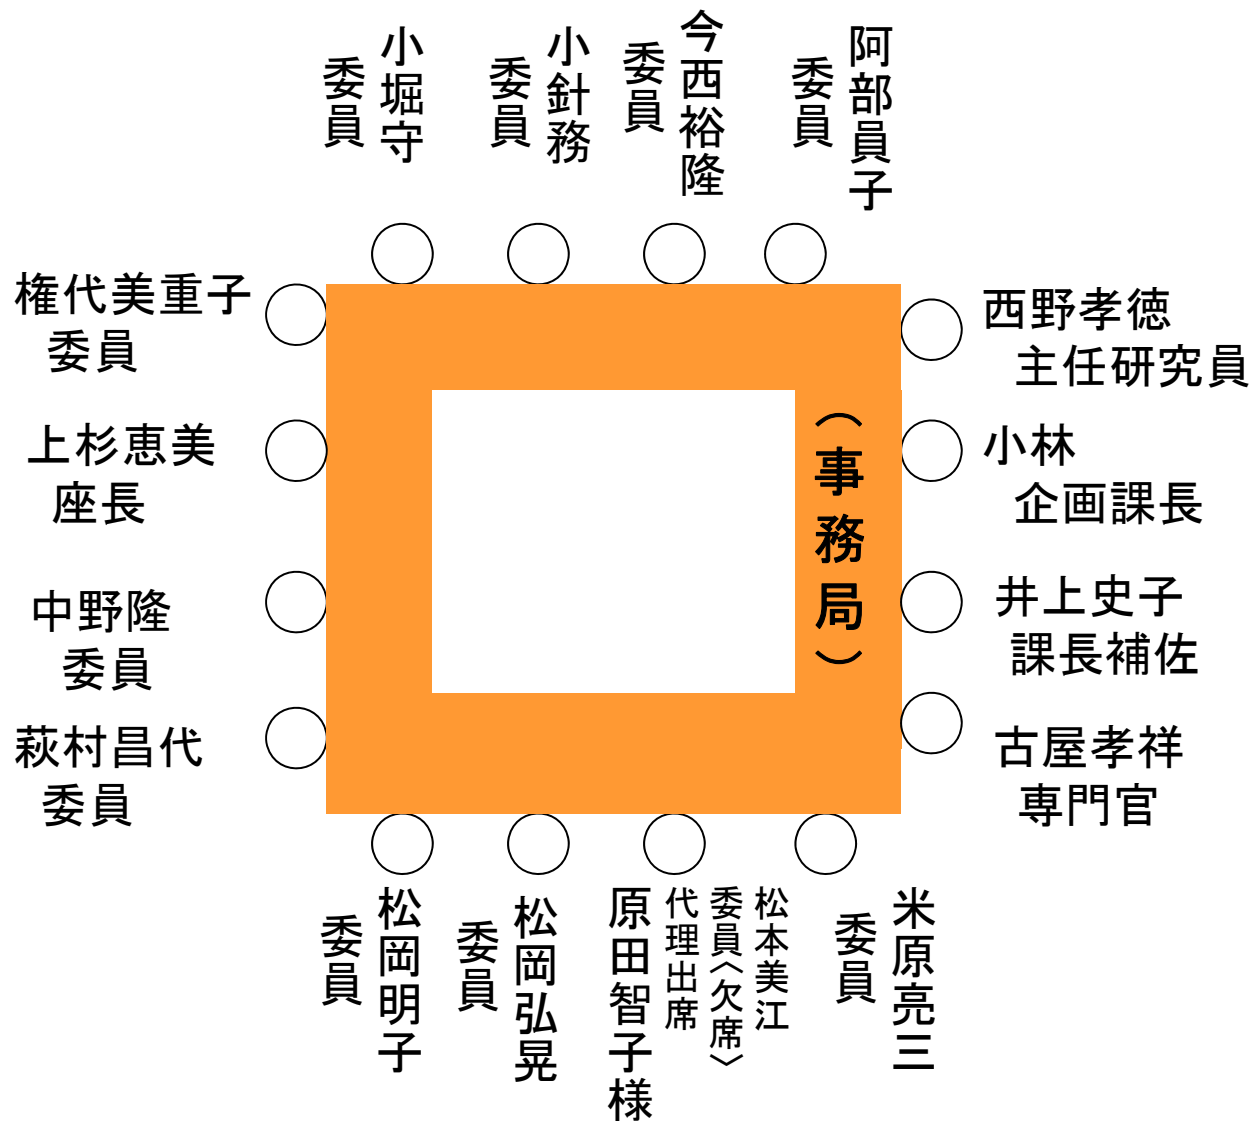 小堀守
委員
小針務
委員
今西裕隆
委員
阿部員子
委員
権代美重子
委員
上杉恵美
座長
中野隆
委員
萩村昌代
委員
（事務局）
西野孝徳
主任研究員
小林
企画課長
井上史子
課長補佐
古屋孝祥
専門官
松岡明子
委員
松岡弘晃
委員
松本美江
委員〈欠席〉
代理出席
原田智子様
米原亮三
委員